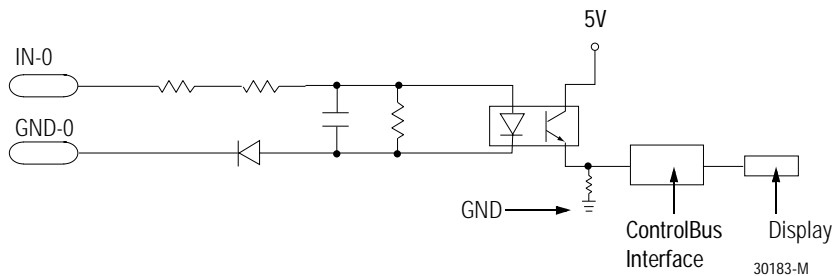 5V
IN-0
GND-0
GND
ControlBus
Interface
Display
30183-M